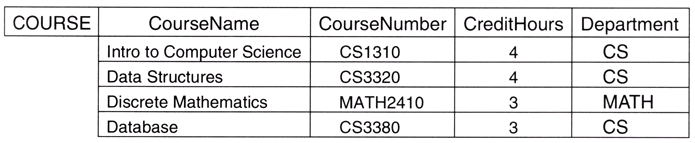 COURSE CourseName CourseNumber CreditHours Department
Intro to Computer Science CS1310 4 CS
Data Structures CS3320 4 CS
Discrete Mathematics MATH2410 3 MATH
Database CS3380 3 CS